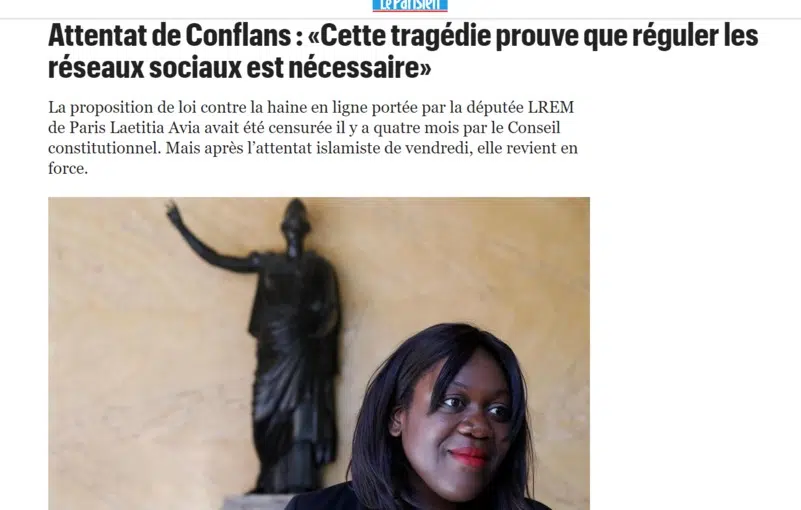 Le Parisien
Attentat de Conflans : «Cette tragédie prouve que réguler les
réseaux sociaux est nécessaire»
La proposition de loi contre la haine en ligne portée par la députée LREM
de Paris Laetitia Avia avait été censurée il y a quatre mois par le Conseil
constitutionnel. Mais après l’attentat islamiste de vendredi, elle revient en
force.